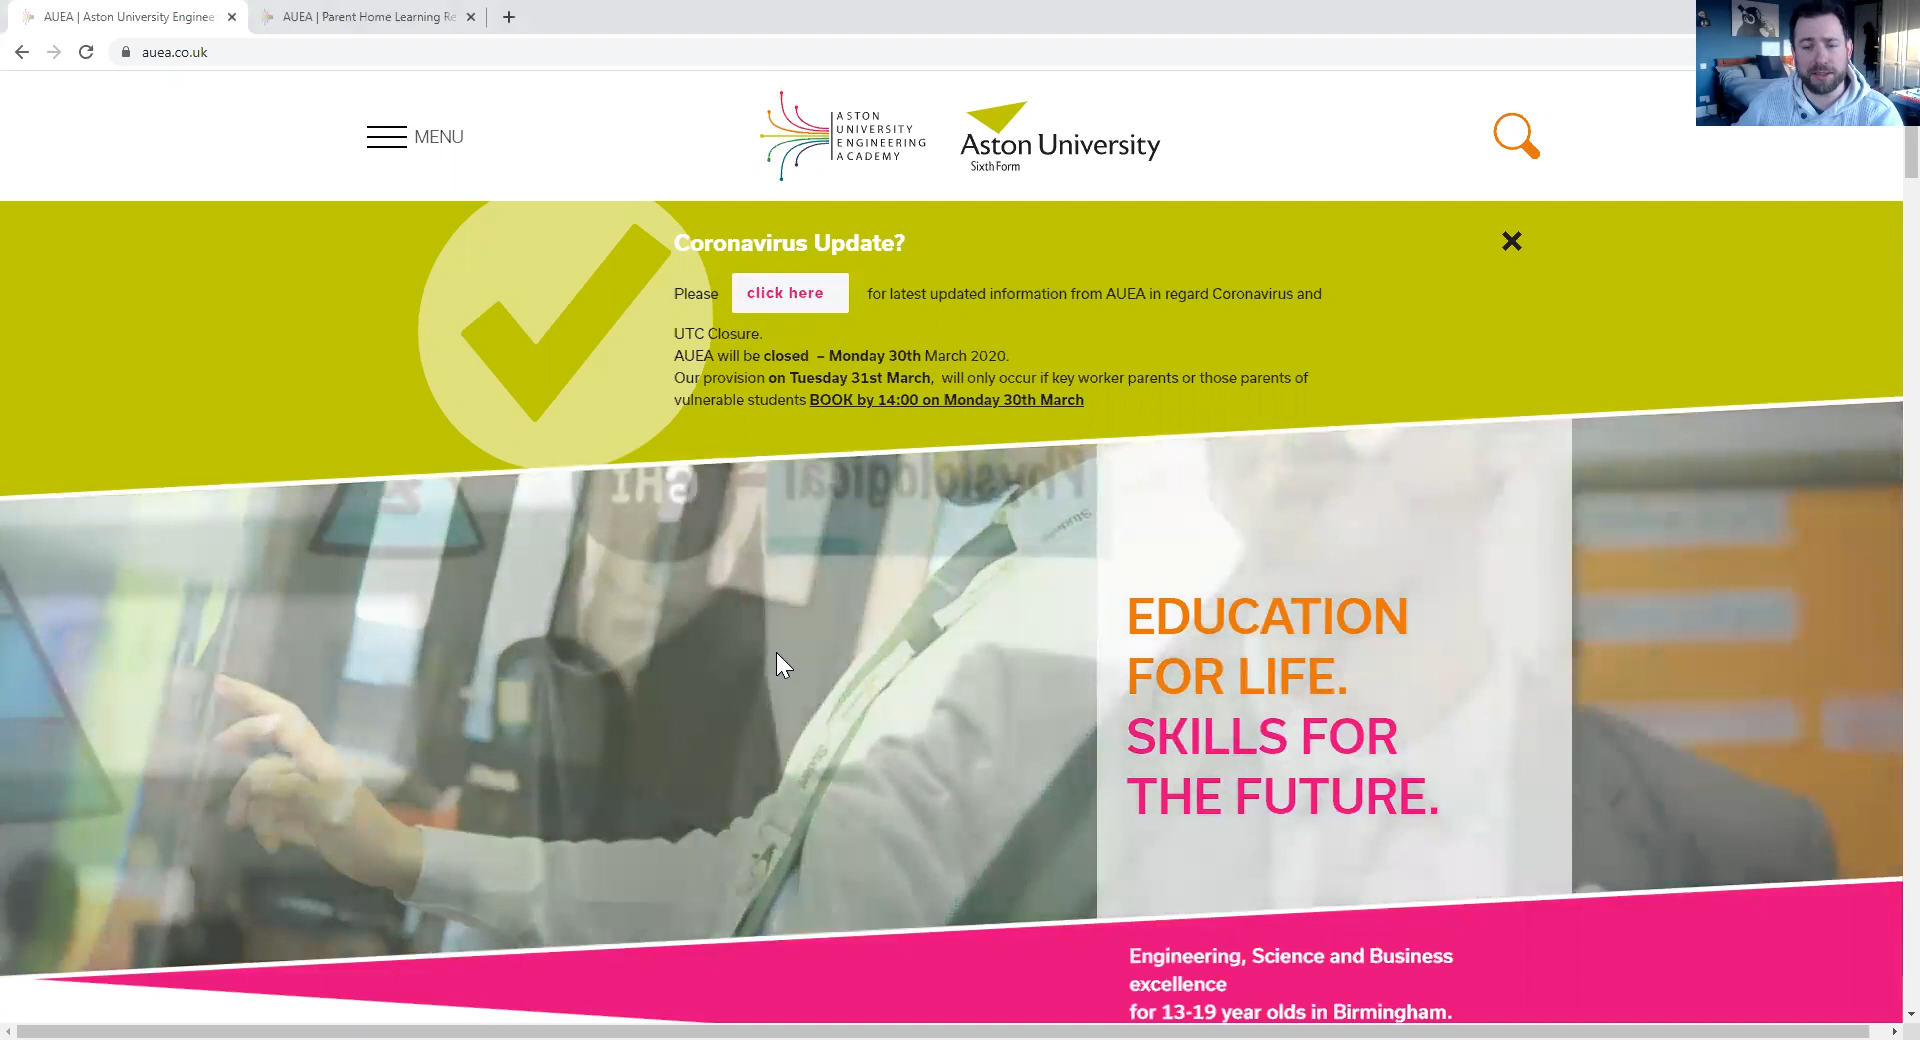 AUEA | Aston University Enginee
AUEA | Parent Home Learning Re
auea.co.uk
MENU
ASTON
UNIVERSITY
ENGINEERING
ACADEMY
Aston University
Sixth Form
Coronavirus Update?
Please click here for latest updated information from AUEA in regard Coronavirus and
UTC Closure.
AUEA will be closed – Monday 30th March 2020.
Our provision on Tuesday 31st March, will only occur if key worker parents or those parents of
vulnerable students BOOK by 14:00 on Monday 30th March
Physiological
EDUCATION
FOR LIFE.
SKILLS FOR
THE FUTURE.
Engineering, Science and Business
excellence
for 13-19 year olds in Birmingham.